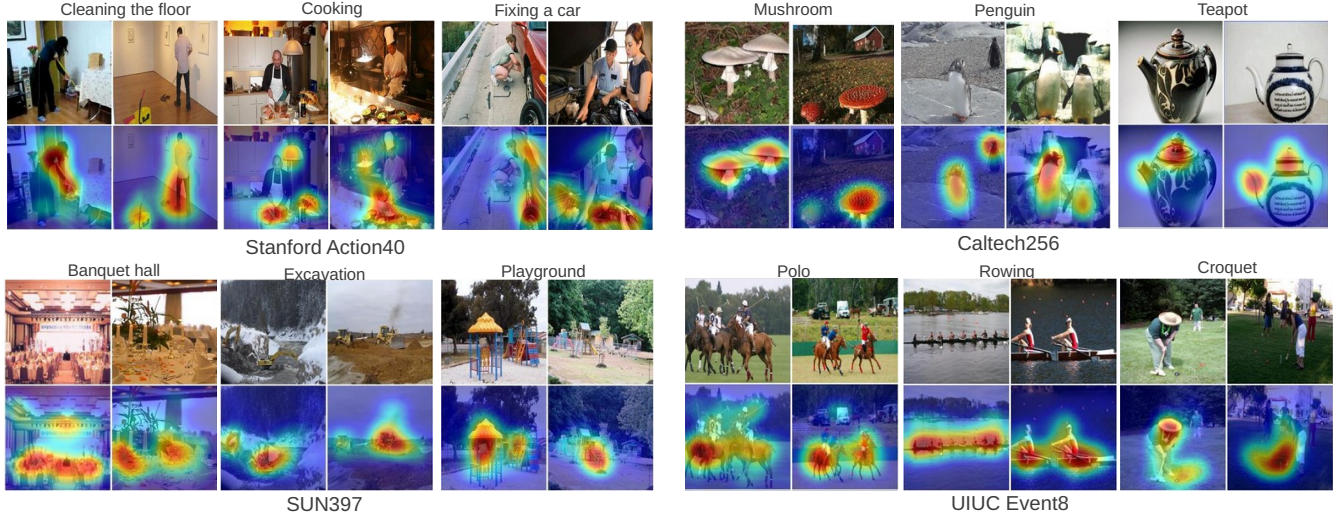 Cleaning the floor
Cooking
Fixing a car
Mushroom
Penguin
Teapot
Stanford Action40
Caltech256
Banquet hall
Excavation
Playground
Polo
Rowing
Croquet
SUN397
UIUC Event8